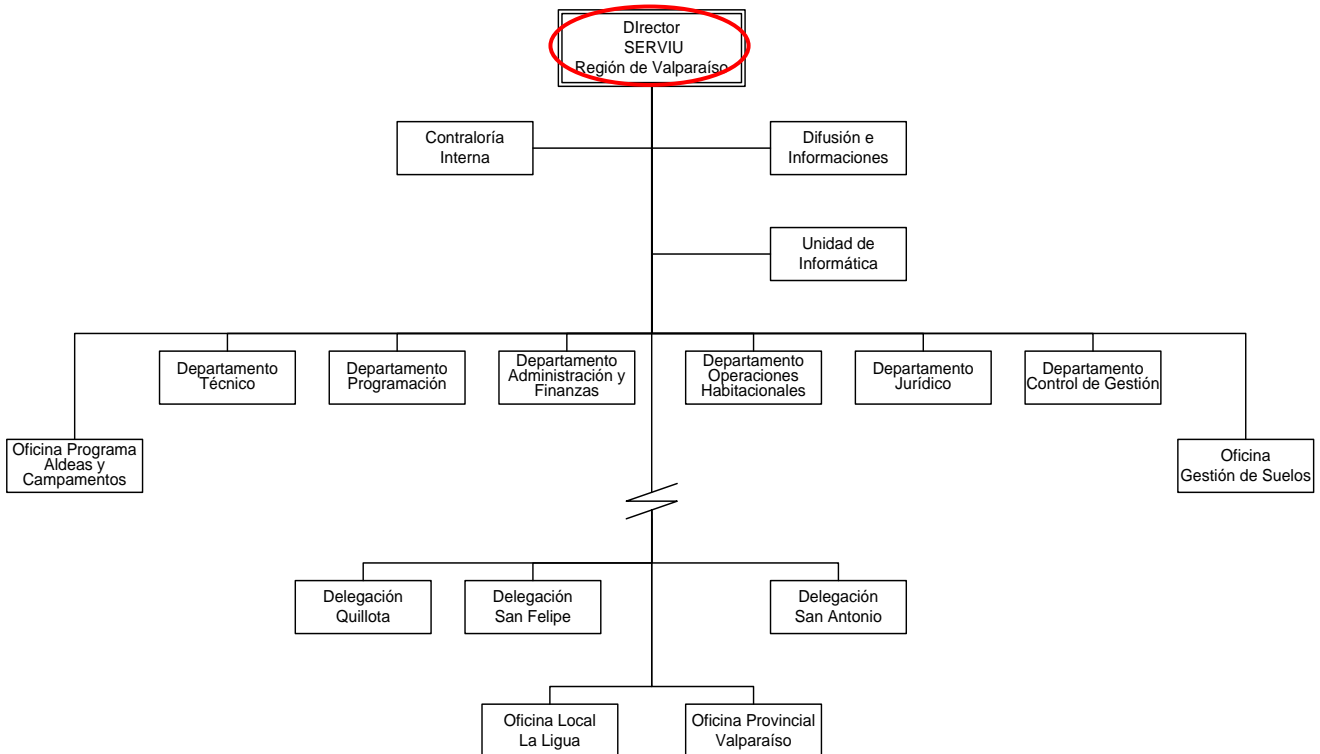 DIrector
SERVIU
Región de Valparaíso
Contraloría
Interna
Difusión e
Informaciones
Unidad de
Informática
Departamento
Técnico
Departamento
Programación
Departamento
Administración y
Finanzas
Departamento
Operaciones
Habitacionales
Departamento
Jurídico
Departamento
Control de Gestión
Oficina Programa
Aldeas y
Campamentos
Oficina
Gestión de Suelos
Delegación
Quillota
Delegación
San Felipe
Delegación
San Antonio
Oficina Local
La Ligua
Oficina Provincial
Valparaíso